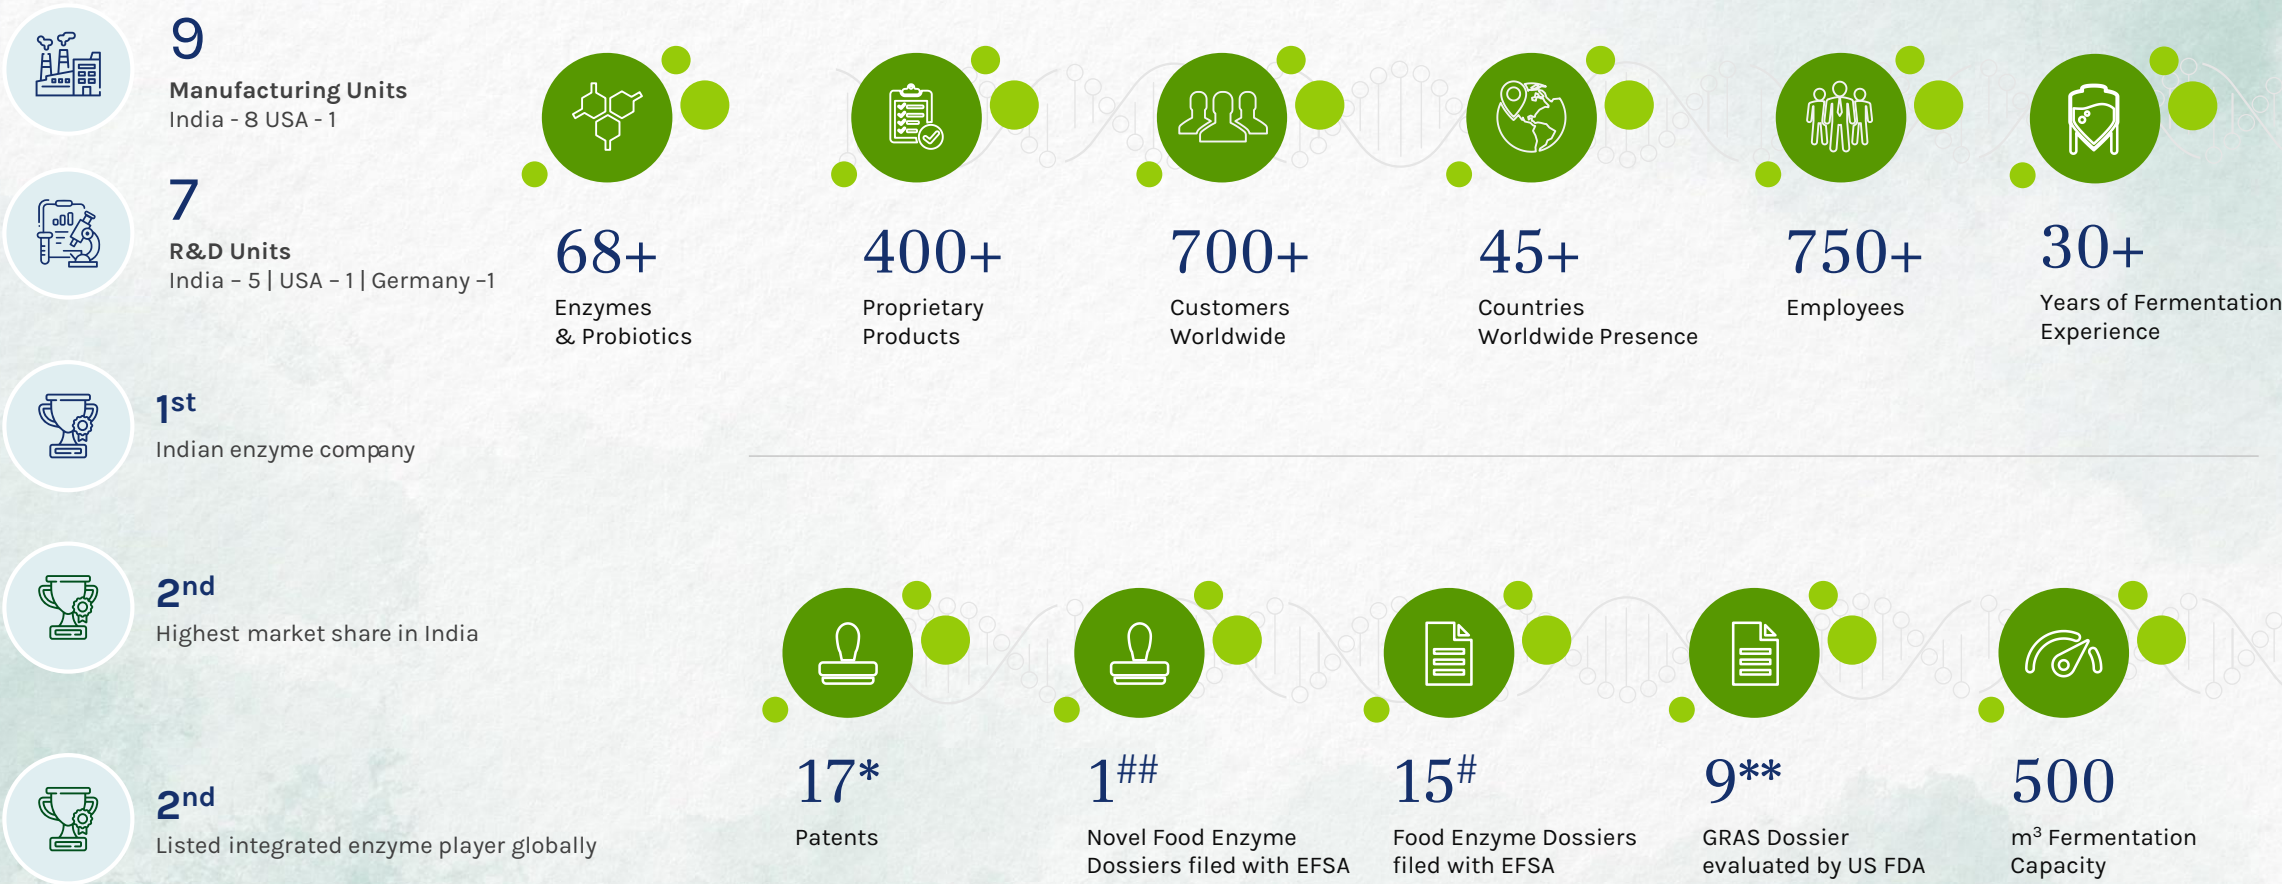 9
Manufacturing Units
India - 8 USA - 1
7
R&D Units
India – 5 | USA – 1 | Germany –1
1st
Indian enzyme company
2nd
Highest market share in India
2nd
Listed integrated enzyme player globally
68+
Enzymes
& Probiotics
400+
Proprietary
Products
700+
Customers
Worldwide
45+
Countries
Worldwide Presence
750+
Employees
30+
Years of Fermentation
Experience
17*
Patents
1##
Novel Food Enzyme
Dossiers filed with EFSA
15#
Food Enzyme Dossiers
filed with EFSA
9**
GRAS Dossier
evaluated by US FDA
500
m³ Fermentation
Capacity